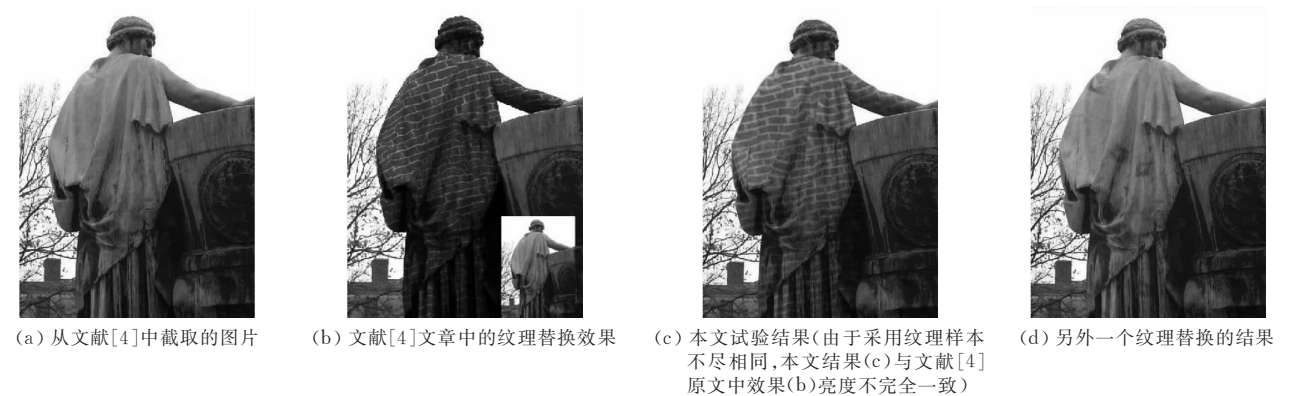 (a) 从文献[4]中截取的图片
(b) 文献[4]文章中的纹理替换效果
(c) 本文试验结果(由于采用纹理样本
不尽相同,本文结果(c)与文献[4]
原文中效果(b)亮度不完全一致)
(d) 另外一个纹理替换的结果